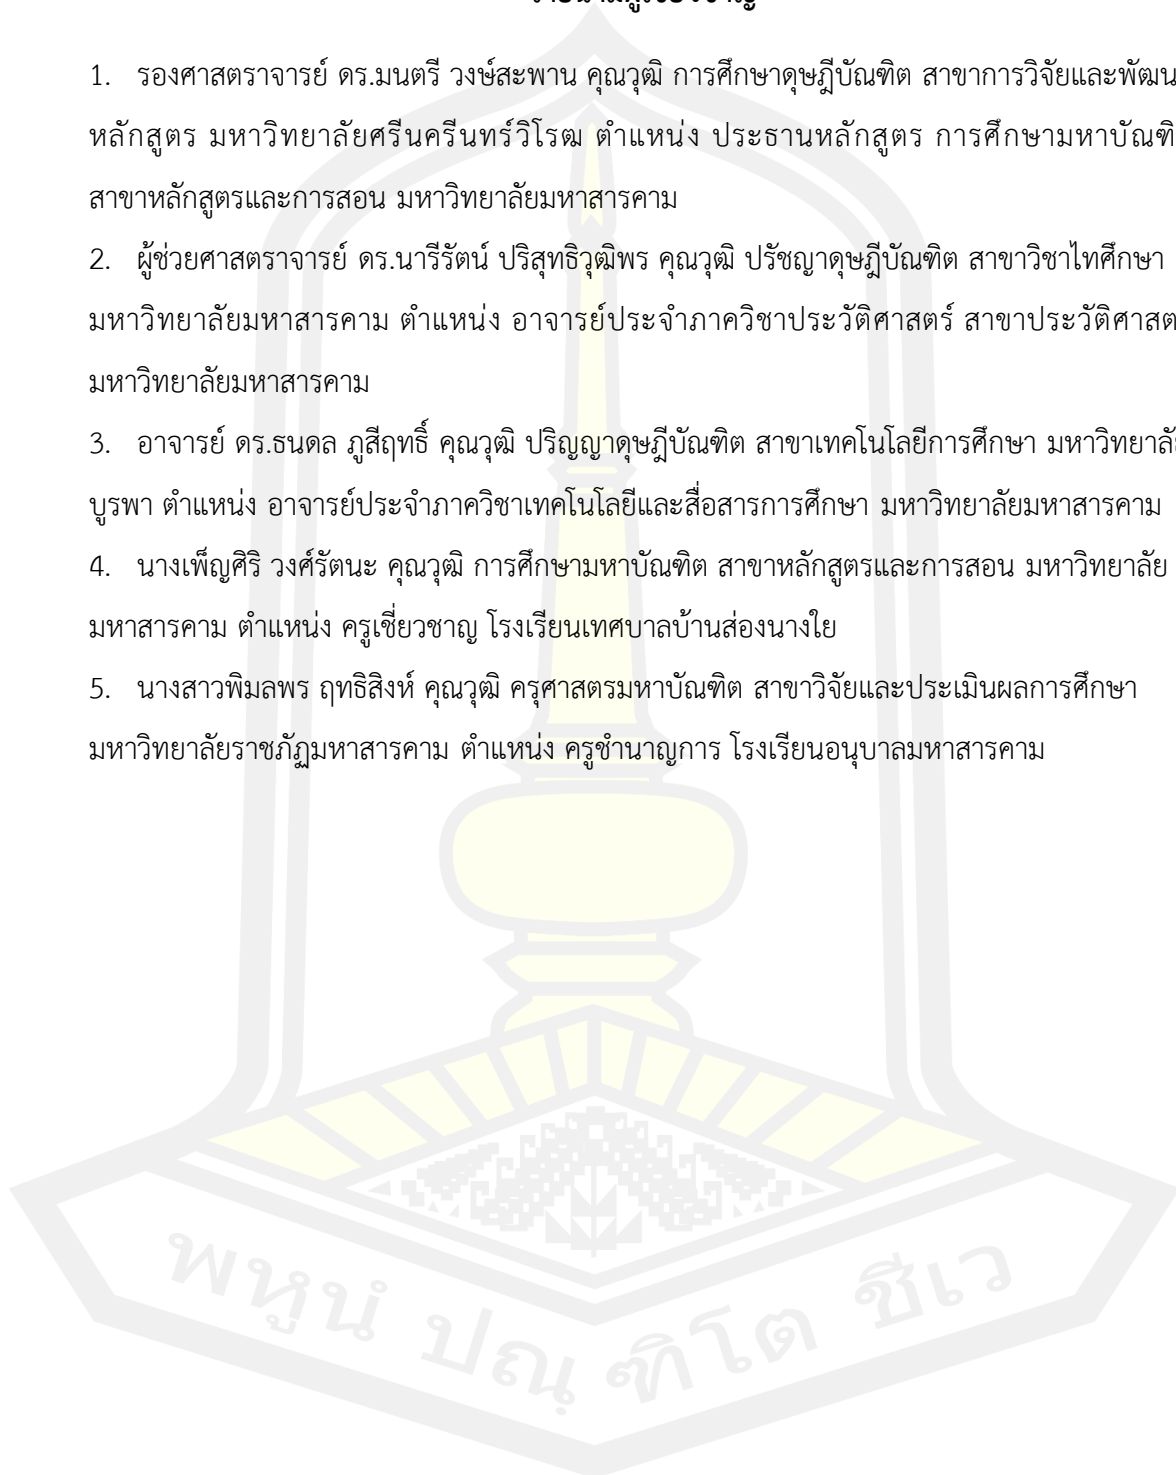 1. รองศาสตราจารย์ ดร.มนตรี วงษ์สะพาน คุณวุฒิ การศึกษาดุษฎีบัณฑิต สาขาการวิจัยและพัฒน
หลักสูตร มหาวิทยาลัยศรีนครีนทร์วิโรฒ ตำแหน่ง ประธานหลักสูตร การศึกษามหาบัณฑิ
สาขาหลักสูตรและการสอน มหาวิทยาลัยมหาสารคาม
2. ผู้ช่วยศาสตราจารย์ ดร.นารีรัตน์ ปริสุทธิวุฒิพร คุณวุฒิ ปรัชญาดุษฎีบัณฑิต สาขาวิชาไทศึกษา
มหาวิทยาลัยมหาสารคาม ตำแหน่ง อาจารย์ประจำภาควิชาประวัติศาสตร์ สาขาประวัติศาสต
มหาวิทยาลัยมหาสารคาม
3. อาจารย์ ดร.ธนดล ภูสีฤทธิ์ คุณวุฒิ ปริญญาดุษฎีบัณฑิต สาขาเทคโนโลยีการศึกษา มหาวิทยาลั
บูรพา ตำแหน่ง อาจารย์ประจำภาควิชาเทคโนโลยีและสื่อสารการศึกษา มหาวิทยาลัยมหาสารคาม
4. นางเพ็ญศิริ วงศ์รัตนะ คุณวุฒิ การศึกษามหาบัณฑิต สาขาหลักสูตรและการสอน มหาวิทยาลัย
มหาสารคาม ตำแหน่ง ครูเชี่ยวชาญ โรงเรียนเทศบาลบ้านส่องนางใย
5. นางสาวพิมลพร ฤทธิสิงห์ คุณวุฒิ ครุศาสตรมหาบัณฑิต สาขาวิจัยและประเมินผลการศึกษา
มหาวิทยาลัยราชภัฏมหาสารคาม ตำแหน่ง ครูชำนาญการ โรงเรียนอนุบาลมหาสารคาม
พหูนํ ปณฺ ฑิโต ชีเว